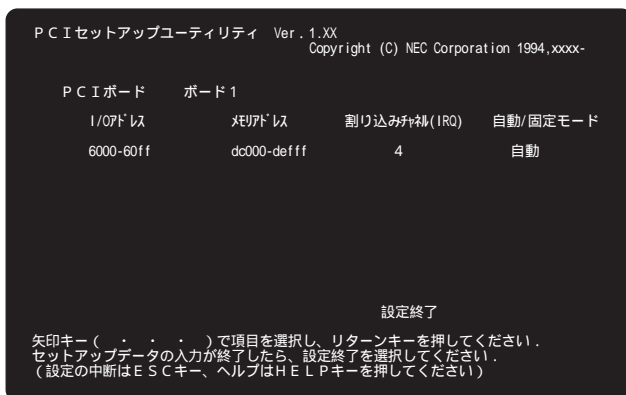 ＰＣＩセットアップユーティリティ Ver．1.XX
Copyright (C) NEC Corporation 1994,xxxx-
ＰＣＩボード ボード1
I/Oｱﾄﾞﾚｽ ﾒﾓﾘｱﾄﾞﾚｽ 割り込みﾁｬﾈﾙ(IRQ) 自動/固定モード
6000-60ff dc000-defff 4 自動
設定終了
矢印キー（ ・ ・ ・ ）で項目を選択し、リターンキーを押してください．
セットアップデータの入力が終了したら、設定終了を選択してください．
（設定の中断はＥＳＣキー、ヘルプはＨＥＬＰキーを押してください）